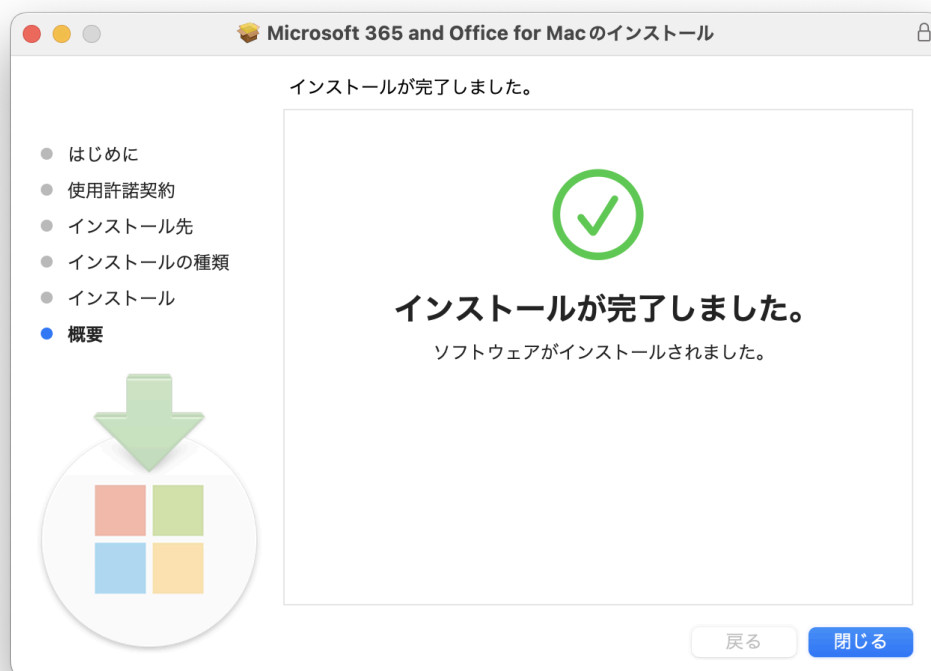 Microsoft 365 and Office for Macのインストール
インストールが完了しました。
はじめに
使用許諾契約
インストール先
インストールの種類
インストール
概要
インストールが完了しました。
ソフトウェアがインストールされました。
戻る
閉じる